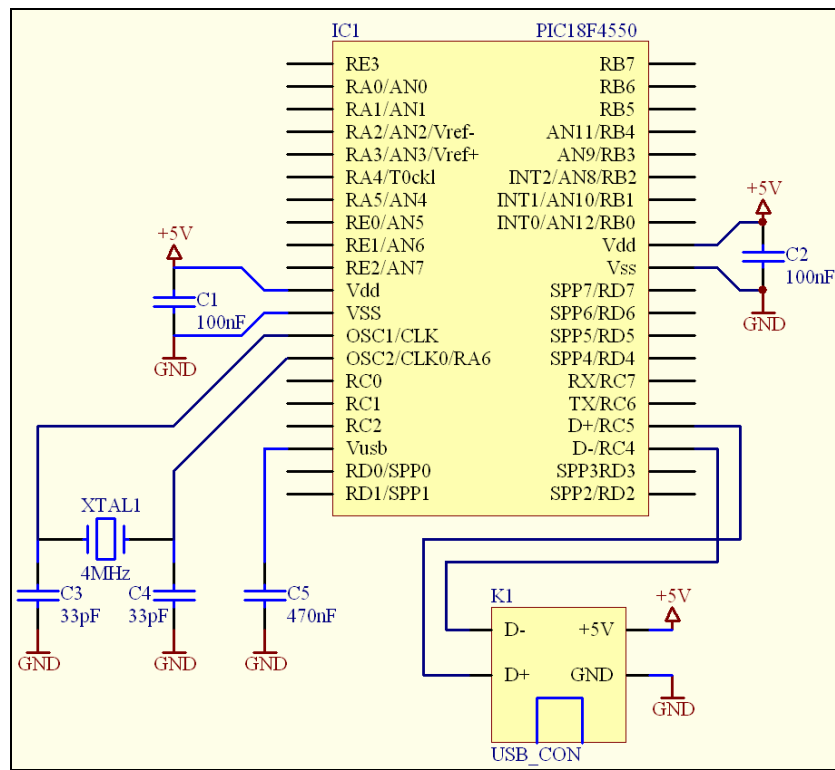 IC1
PIC18F4550
RE3
RA0/AN0
RA1/AN1
RA2/AN2/Vref-
RA3/AN3/Vref+
RA4/T0ckl
RA5/AN4
RE0/AN5
RE1/AN6
RE2/AN7
Vdd
VSS
OSC1/CLK
OSC2/CLK0/RA6
RC0
RC1
RC2
Vusb
RD0/SPP0
RD1/SPP1
RB7
RB6
RB5
AN11/RB4
AN9/RB3
INT2/AN8/RB2
INT1/AN10/RB1
INT0/AN12/RB0
Vdd
Vss
SPP7/RD7
SPP6/RD6
SPP5/RD5
SPP4/RD4
RX/RC7
TX/RC6
D+/RC5
D-/RC4
SPP3RD3
SPP2/RD2
+5V
C1
100nF
GND
+5V
C2
100nF
GND
XTAL1
4MHz
C3
33pF
GND
C4
33pF
GND
C5
470nF
GND
K1
D-
+5V
D+
GND
USB_CON
+5V
GND